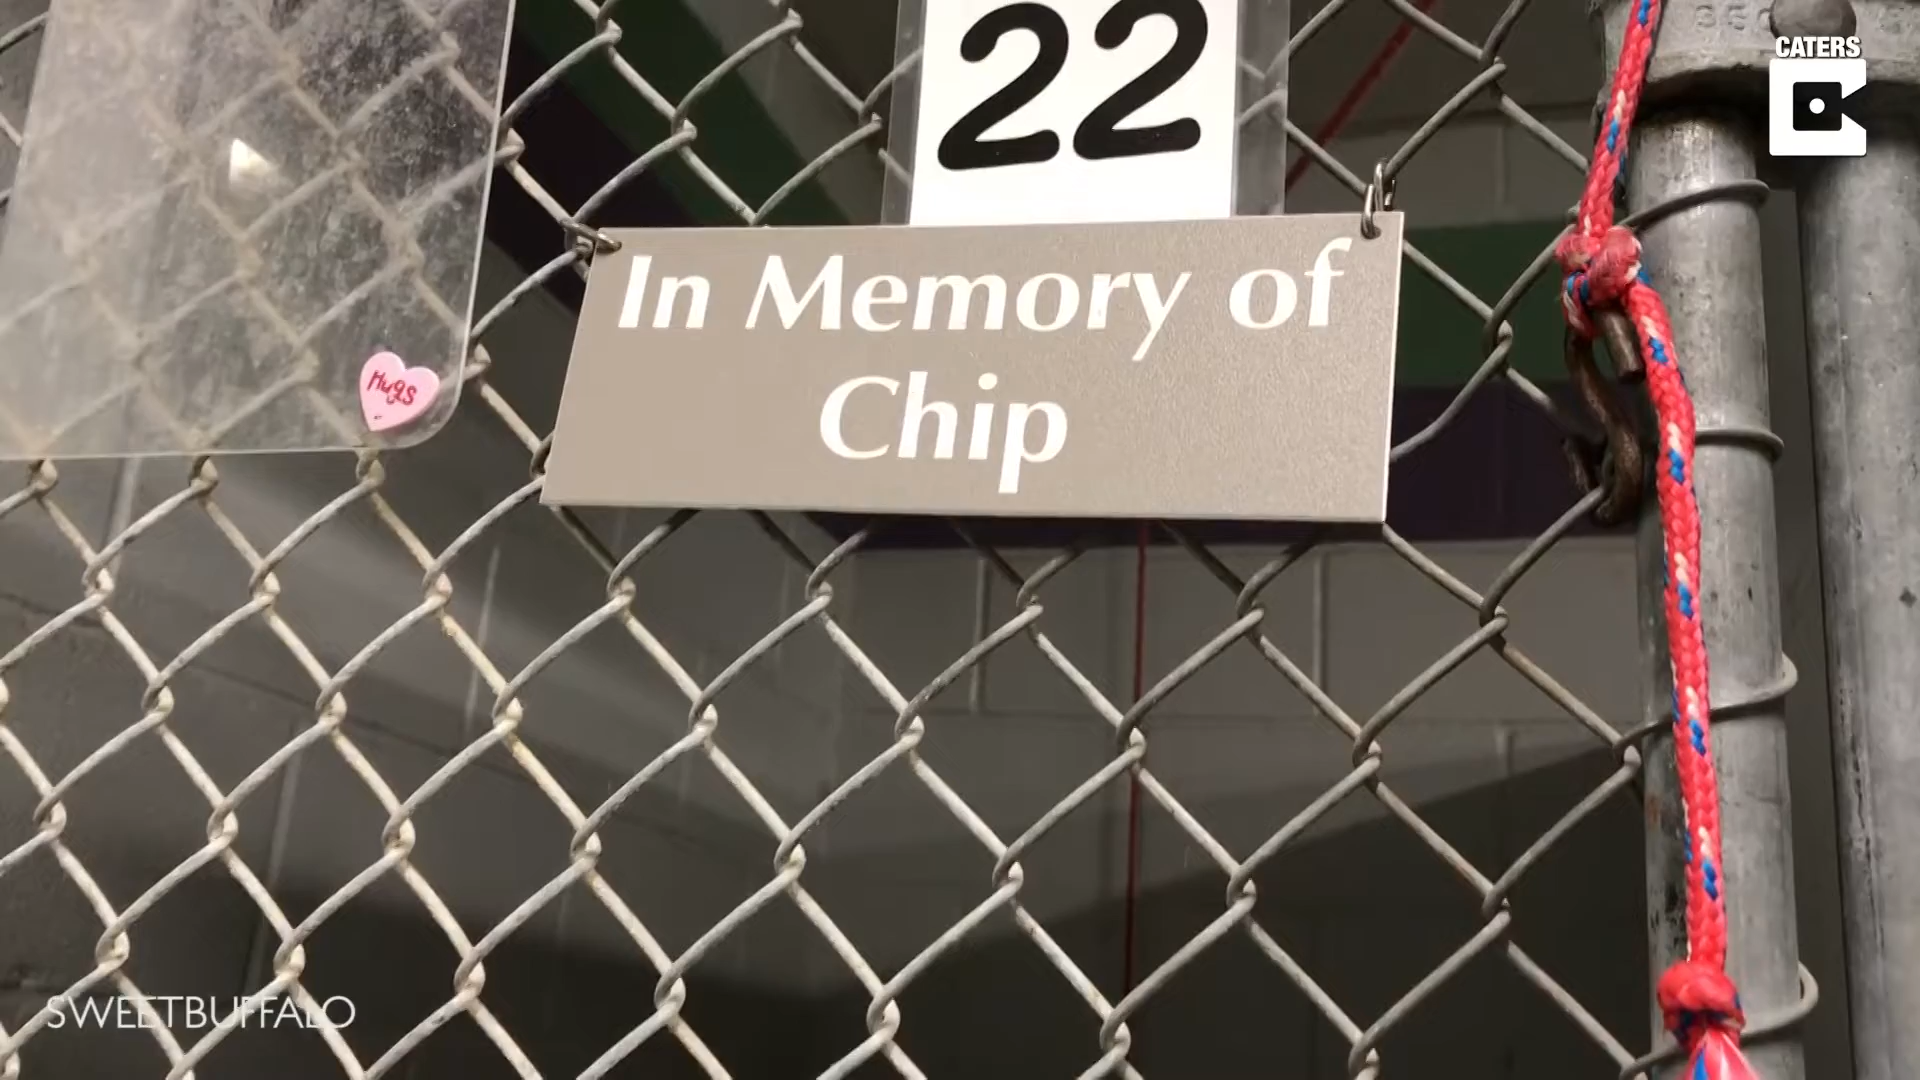 22
CATERS
In Memory of
Chip
Hugs
SWEETBUFFALO